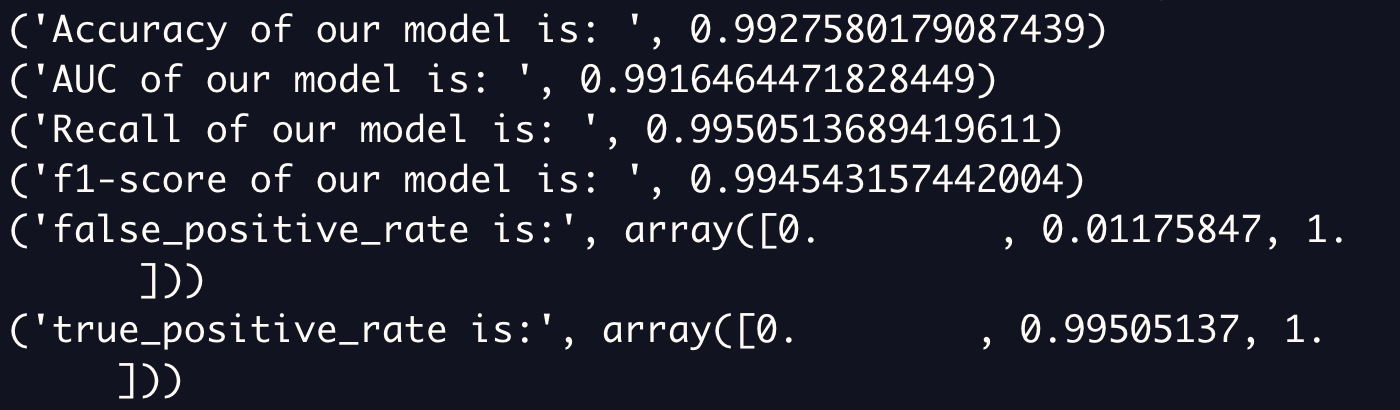 ('Accuracy of our model is: ', 0.9927580179087439)
('AUC of our model is: ', 0.9916464471828449)
('Recall of our model is: ', 0.9950513689419611)
('f1-score of our model is: ', 0.994543157442004)
('false_positive_rate is:', array([0.        , 0.01175847, 1.
      ]))
('true_positive_rate is:', array([0.        , 0.99505137, 1.
     ]))